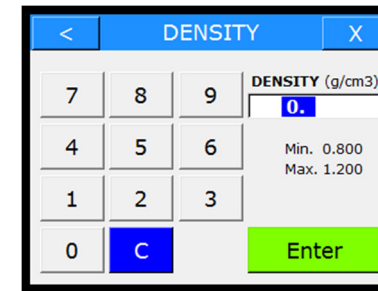 < DENSITY X
7 8 9
DENSITY (g/cm3)
0.
4 5 6
Min. 0.800
Max. 1.200
1 2 3
0 C Enter